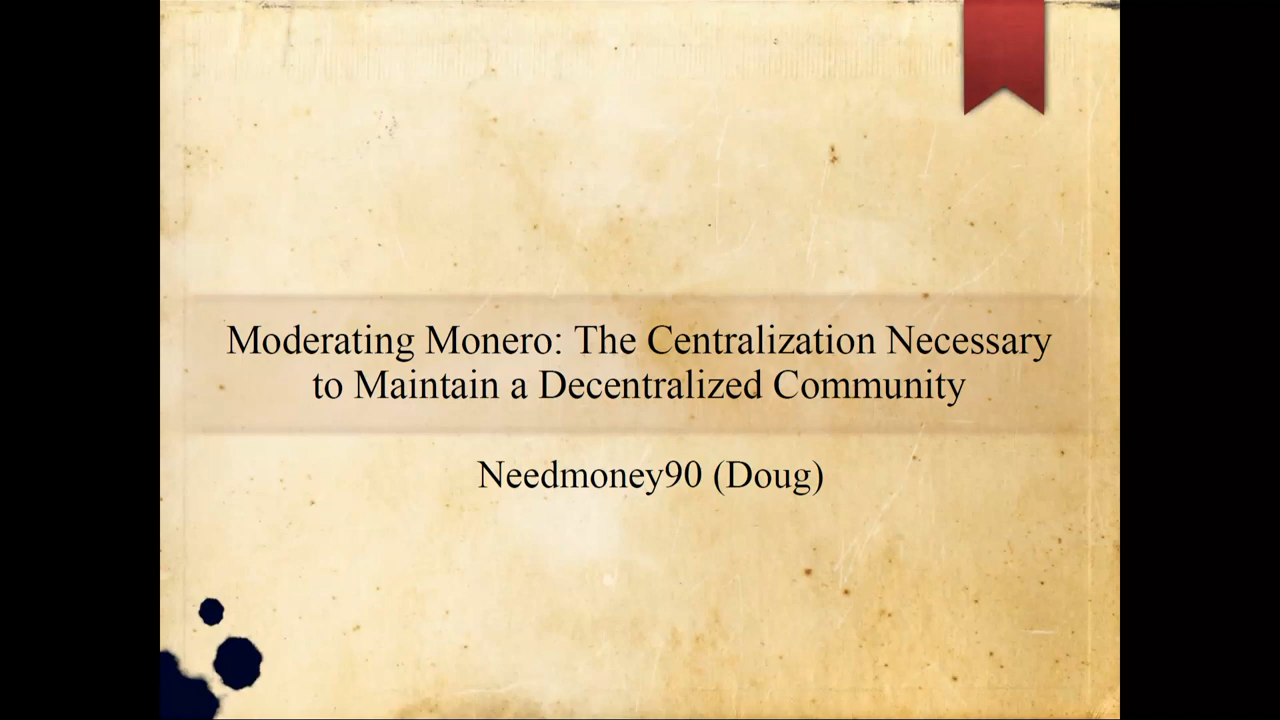 Moderating Monero: The Centralization Necessary
to Maintain a Decentralized Community
Needmoney90 (Doug)